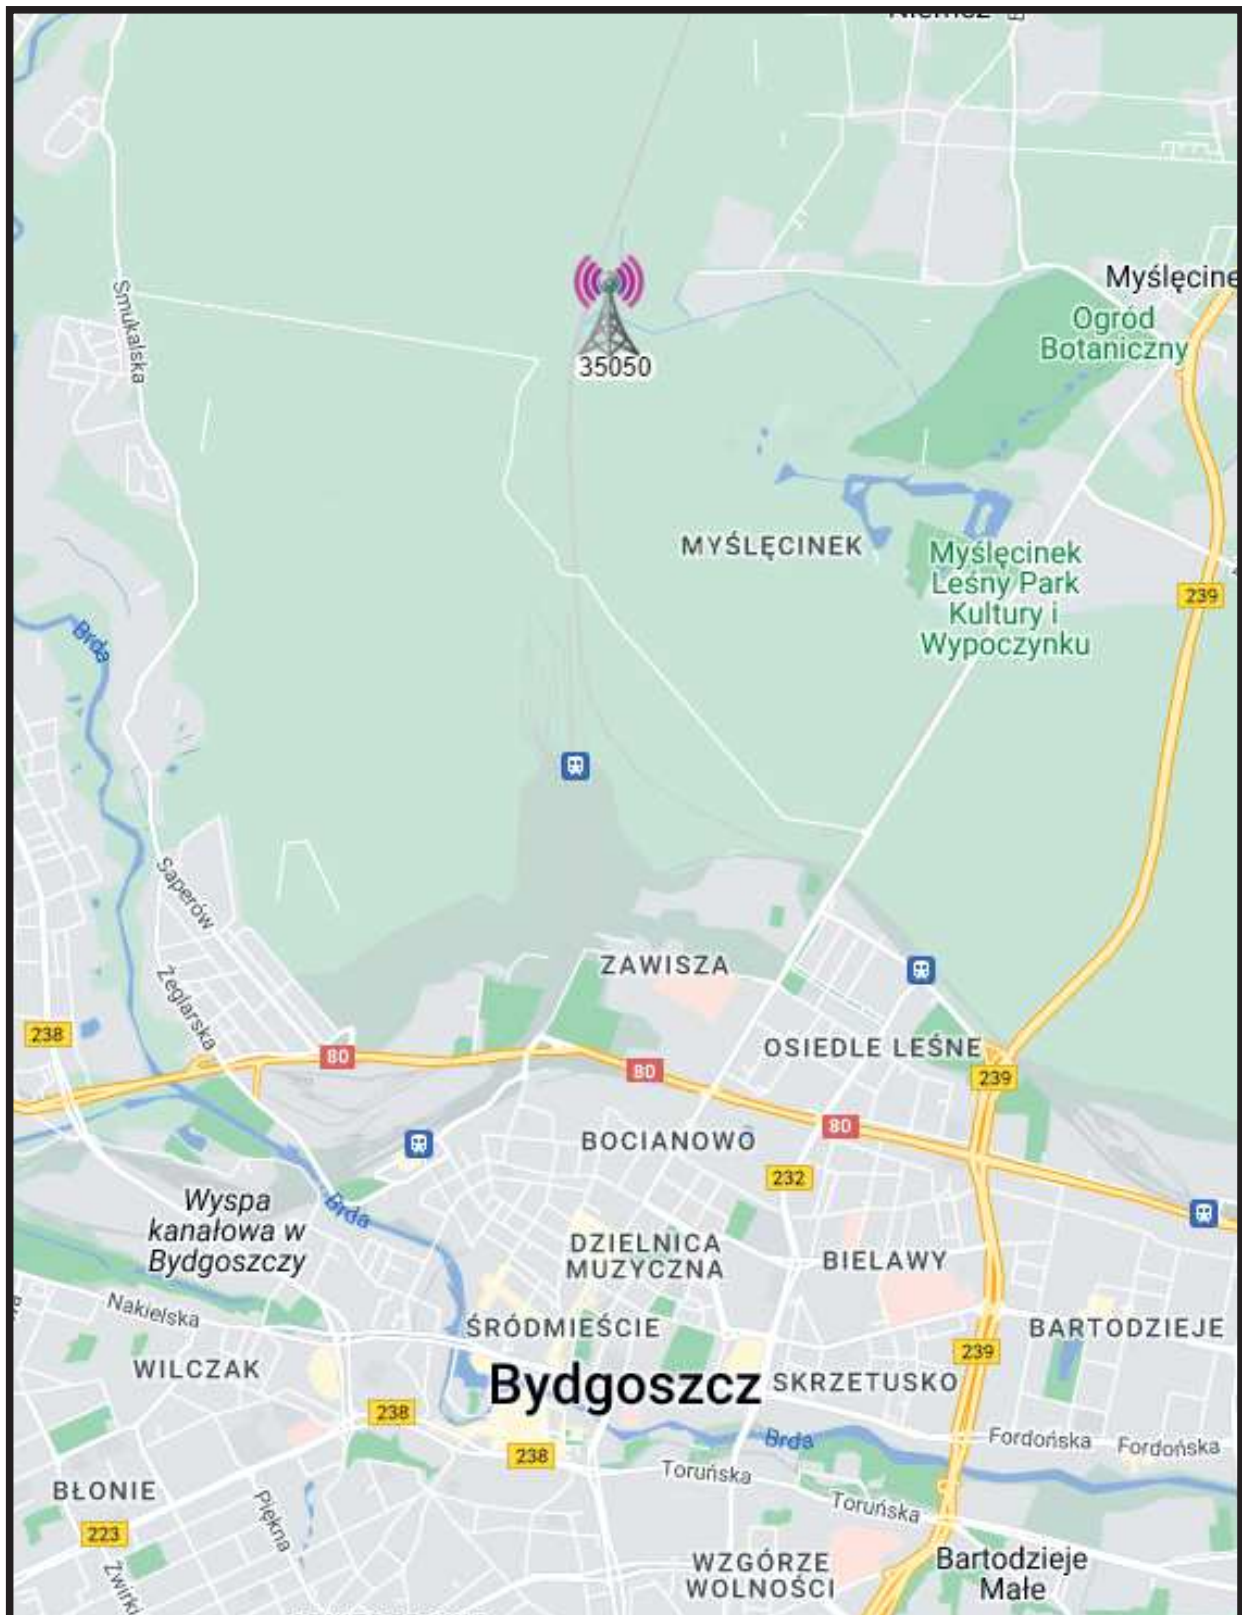 Myślęcine
Ogród
Botaniczny
Smukalska
35050
MYŚLĘCINEK
Myślęcinek
Leśny Park
Kultury i
Wypoczynku
239
Brda
Saperów
Żeglarska
ZAWISZA
238
80
80
OSIEDLE LEŚNE
239
80
BOCIANOWO
232
Wyspa
kanałowa w
Bydgoszczy
Brda
DZIELNICA
MUZYCZNA
BIELAWY
Nakielska
ŚRÓDMIEŚCIE
BARTODZIEJE
WILCZAK
239
Bydgoszcz
SKRZETUSKO
238
Brda
Fordońska
Fordońska
238
Toruńska
BŁONIE
Piękna
Toruńska
223
WZGÓRZE
WOLNOŚCI
Bartodzieje
Małe
Żwirki